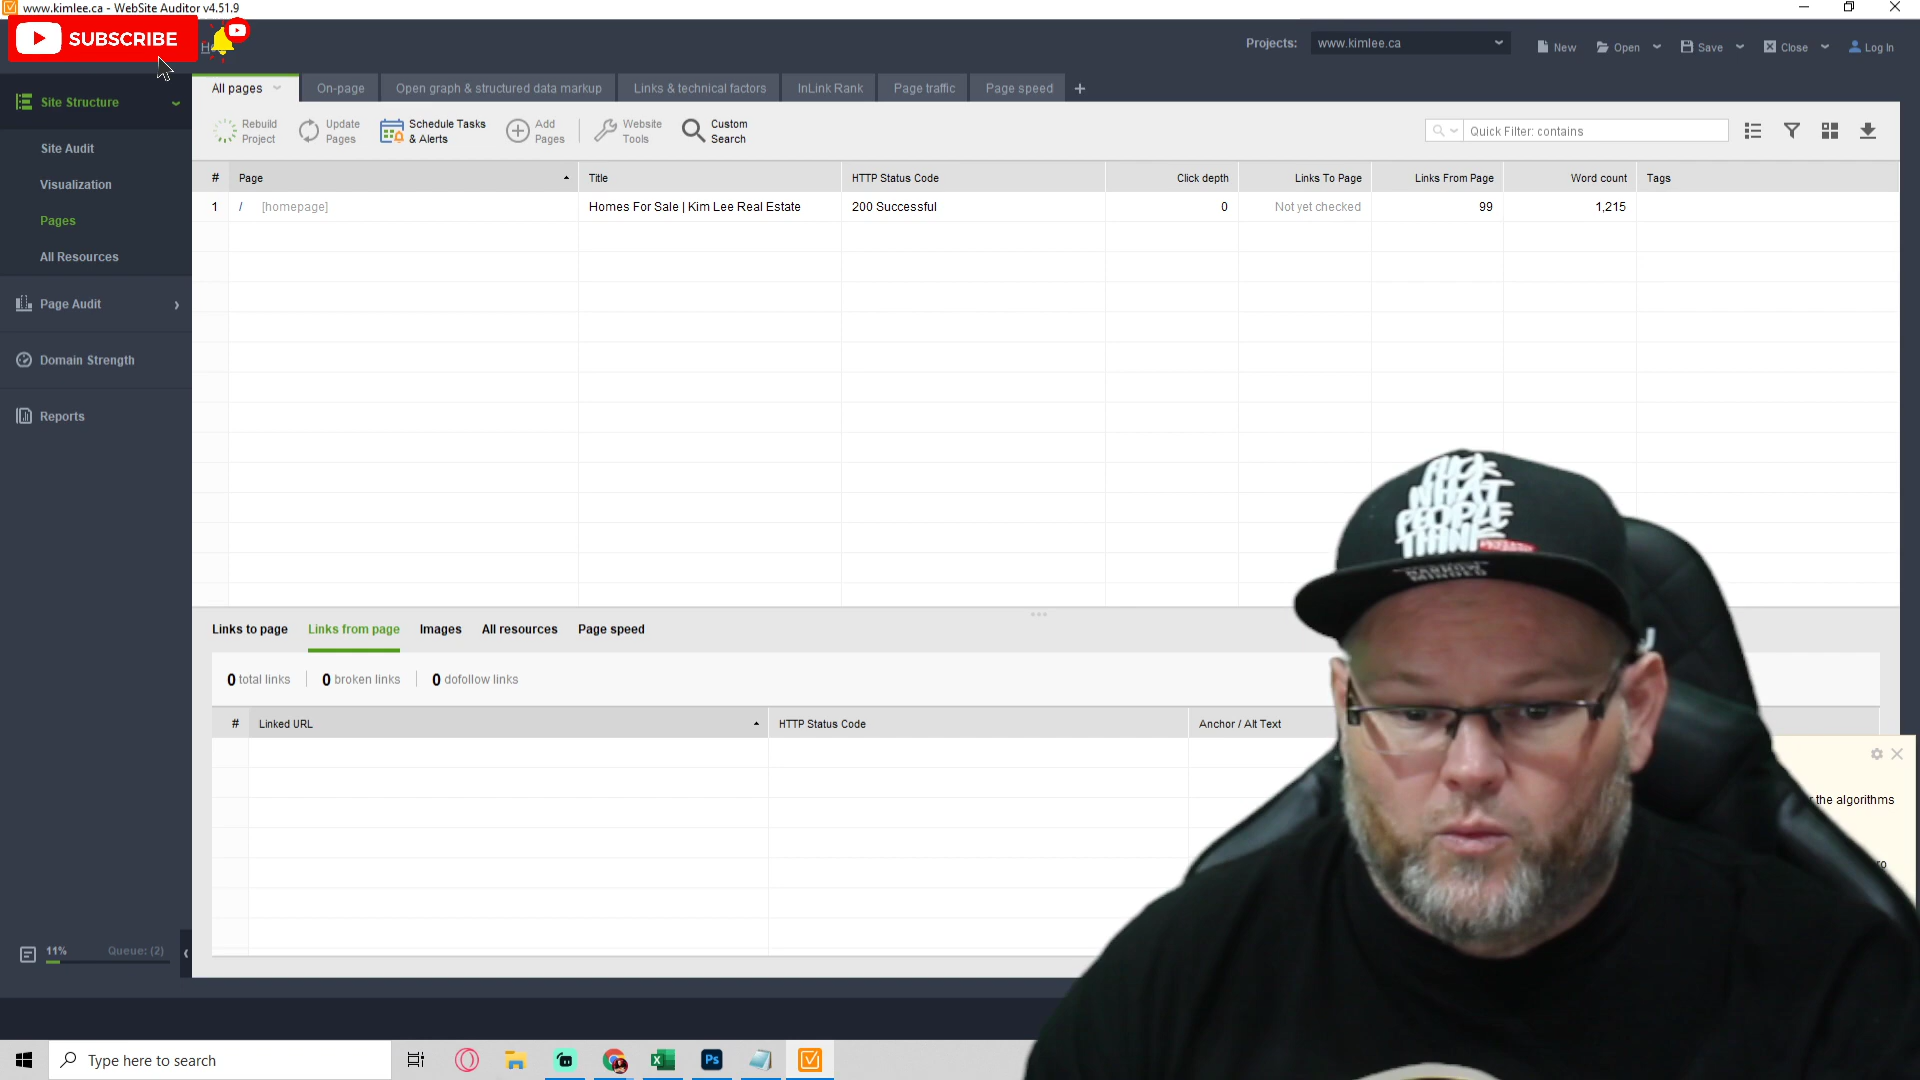 www.kimlee.ca - WebSite Auditor v4.51.9
SUBSCRIBE
Projects:
www.kimlee.ca
New
Open
Save
Close
Log In
Site Structure
Site Audit
Visualization
Pages
All Resources
Page Audit
Domain Strength
Reports
11%
Queue: (2)
All pages
On-page
Open graph & structured data markup
Links & technical factors
InLink Rank
Page traffic
Page speed
+
Rebuild Project
Update Pages
Schedule Tasks & Alerts
Add Pages
Website Tools
Custom Search
Quick Filter: contains
# Page Title HTTP Status Code Click depth Links To Page Links From Page Word count Tags
1 / [homepage] Homes For Sale | Kim Lee Real Estate 200 Successful 0 Not yet checked 99 1,215
Links to page
Links from page
Images
All resources
Page speed
0 total links
0 broken links
0 dofollow links
# Linked URL HTTP Status Code Anchor / Alt Text
FUCK
WHAT
PEOPLE
THINK
NARROW
MINDED
the algorithms
Type here to search
Ps